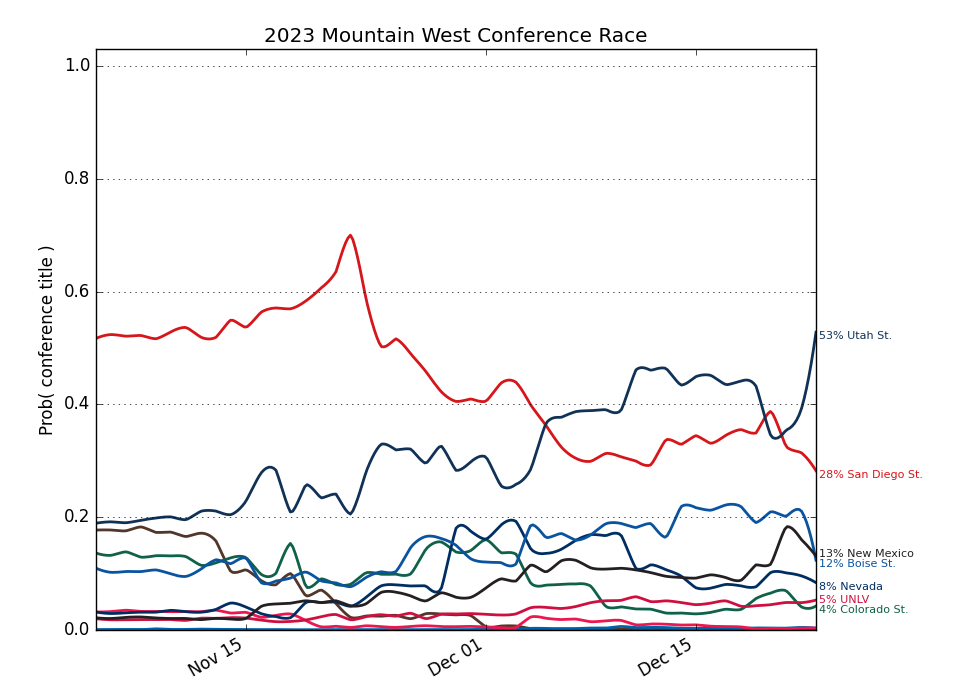 2023 Mountain West Conference Race
Prob( conference title )
1.0
0.8
0.6
0.4
0.2
0.0
Nov 15
Dec 01
Dec 15
53% Utah St.
28% San Diego St.
13% New Mexico
12% Boise St.
8% Nevada
5% UNLV
4% Colorado St.